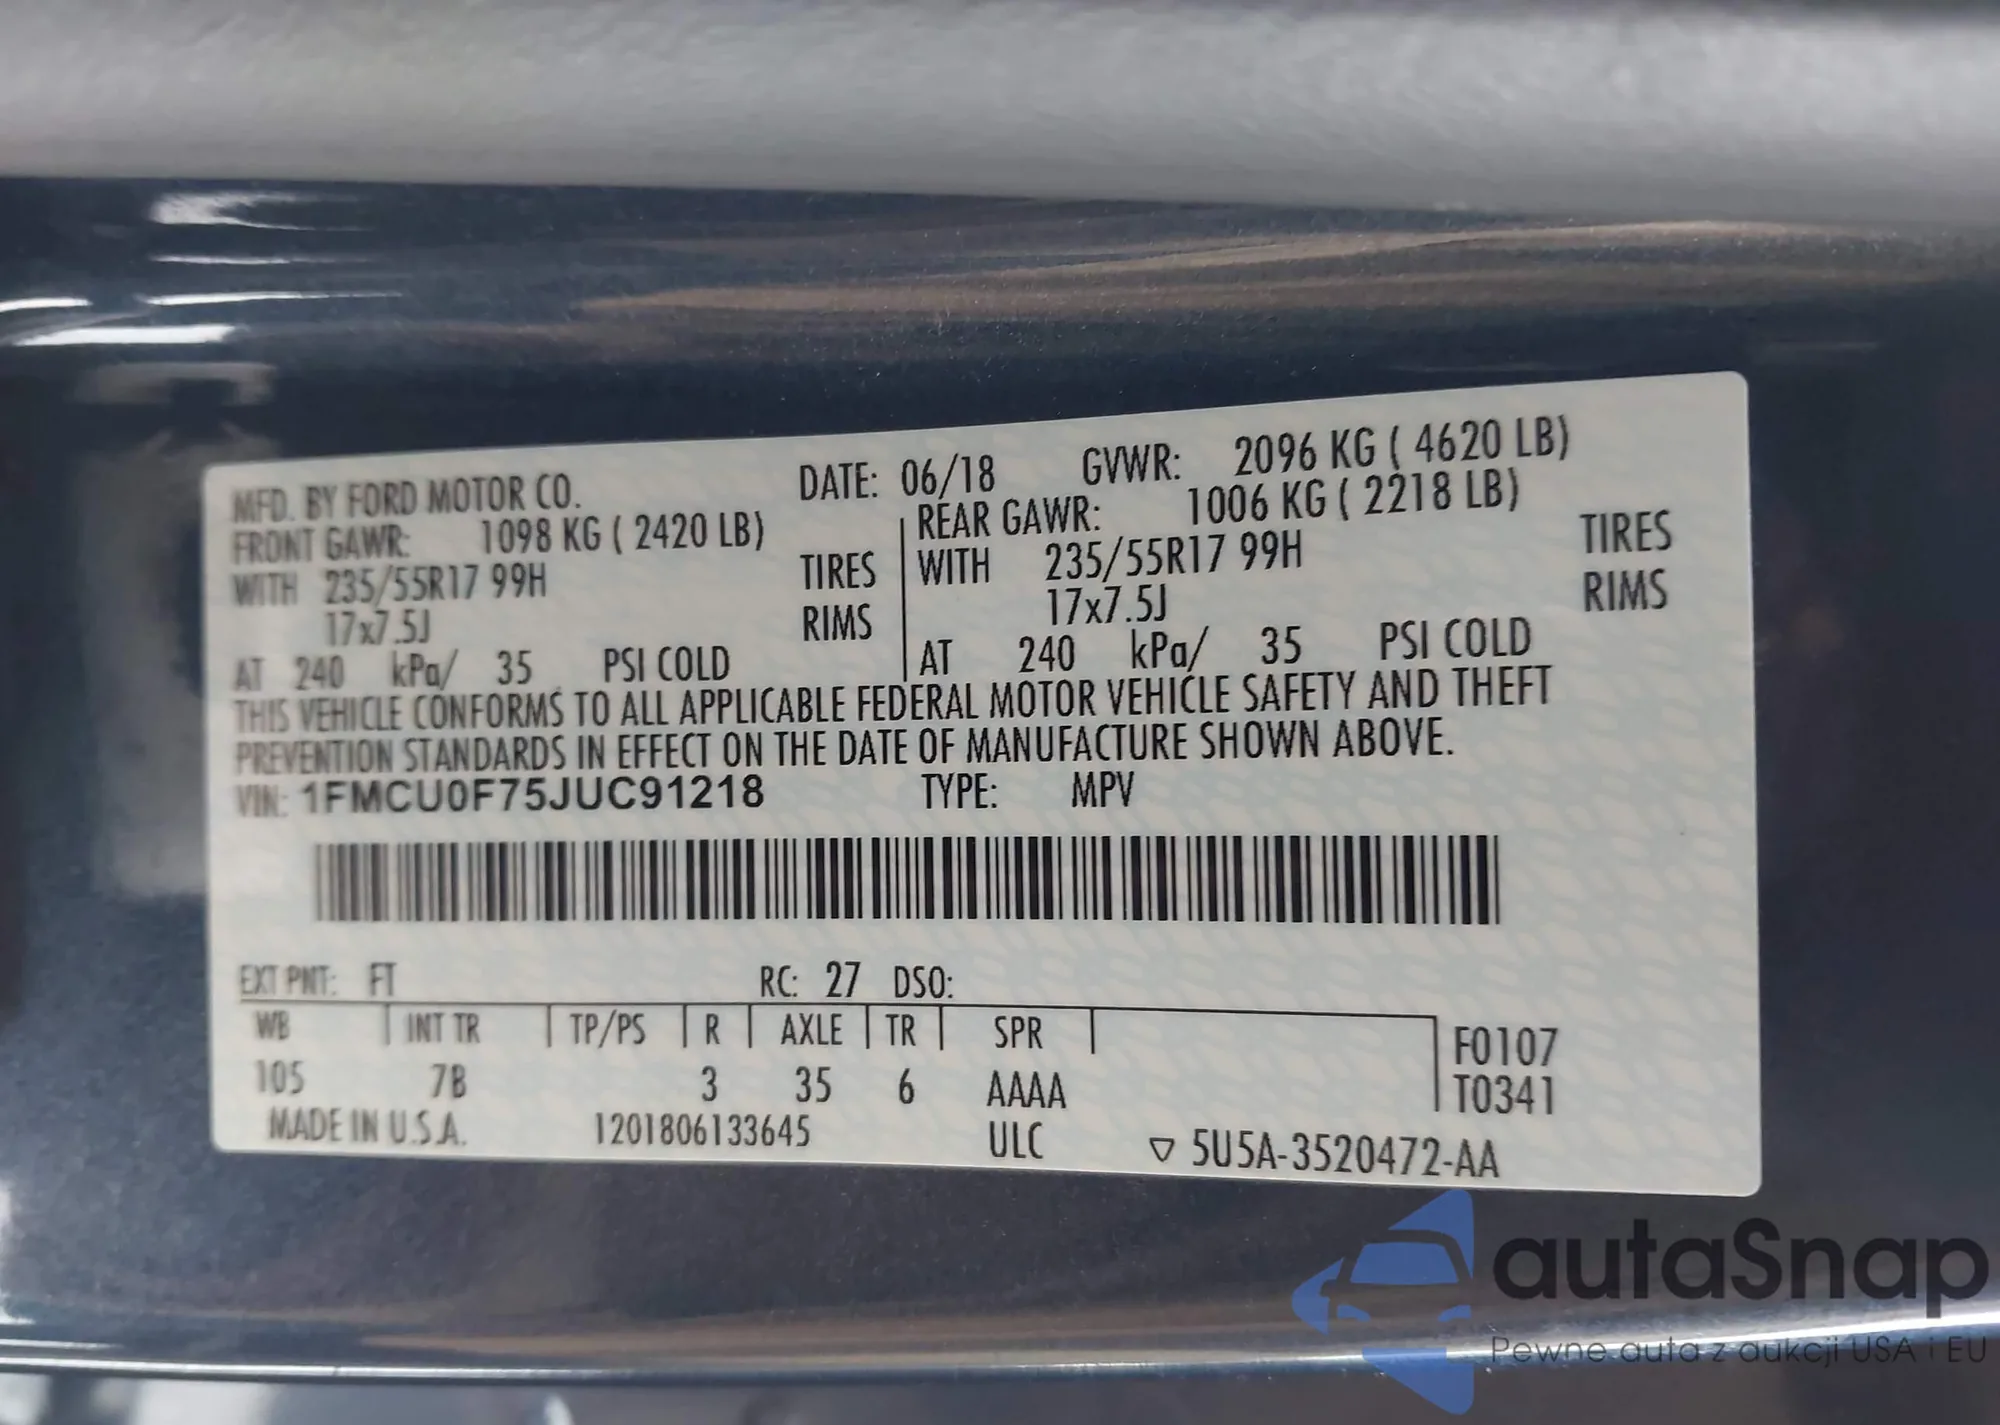 MFD. BY FORD MOTOR CO. DATE: 06/18 GVWR: 2096 KG ( 4620 LB)
FRONT GAWR: 1098 KG ( 2420 LB) REAR GAWR: 1006 KG ( 2218 LB)
WITH 235/55R17 99H TIRES WITH 235/55R17 99H TIRES
17x7.5J RIMS 17x7.5J RIMS
AT 240 kPa/ 35 PSI COLD AT 240 kPa/ 35 PSI COLD
THIS VEHICLE CONFORMS TO ALL APPLICABLE FEDERAL MOTOR VEHICLE SAFETY AND THEFT
PREVENTION STANDARDS IN EFFECT ON THE DATE OF MANUFACTURE SHOWN ABOVE.
VIN: 1FMCU0F75JUC91218 TYPE: MPV
EXT PNT: FT RC: 27 DSO:
WB INT TR TP/PS R AXLE TR SPR F0107
105 7B 3 35 6 AAAA T0341
MADE IN U.S.A. 1201806133645 ULC ▽ 5U5A-3520472-AA
autaSnap
Pewne auta z aukcji USA i EU